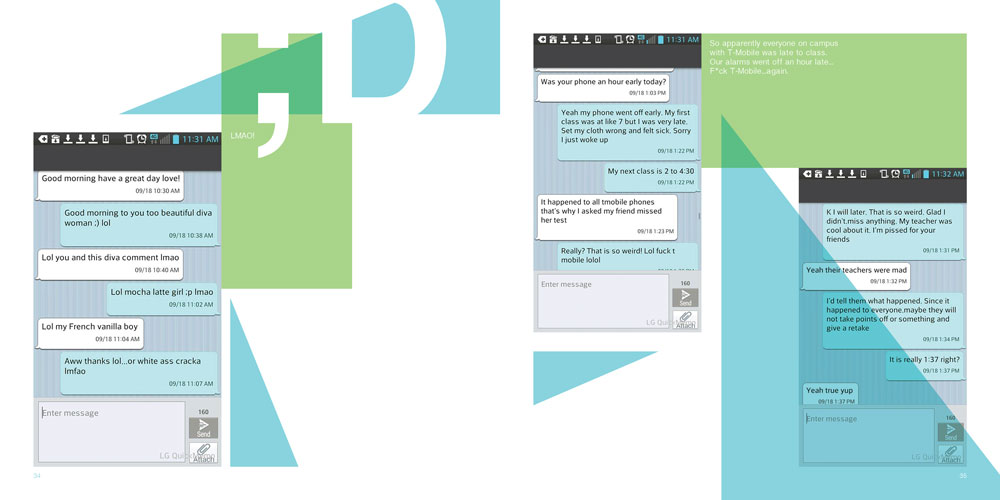 ;D
LMAO!
11:31 AM
Good morning have a great day love!
09/18 10:30 AM
Good morning to you too beautiful diva
woman ;) lol
09/18 10:38 AM
Lol you and this diva comment lmao
09/18 10:40 AM
Lol mocha latte girl :p lmao
09/18 11:02 AM
Lol my French vanilla boy
09/18 11:04 AM
Aww thanks lol...or white ass cracka
lmfao
09/18 11:07 AM
Enter message
160
Send
Attach
LG QuickMemo
34
11:31 AM
Was your phone an hour early today?
09/18 1:03 PM
Yeah my phone went off early. My first
class was at like 7 but I was very late.
Set my cloth wrong and felt sick. Sorry
I just woke up
09/18 1:22 PM
My next class is 2 to 4:30
09/18 1:22 PM
It happened to all tmobile phones
that's why I asked my friend missed
her test
09/18 1:23 PM
Really? That is so weird! Lol fuck t
mobile lolol
Enter message
160
Send
Attach
LG QuickMemo
So apparently everyone on campus
with T-Mobile was late to class.
Our alarms went off an hour late...
F*ck T-Mobile..again.
11:32 AM
K I will later. That is so weird. Glad I
didn't.miss anything. My teacher was
cool about it. I'm pissed for your
friends
09/18 1:31 PM
Yeah their teachers were mad
09/18 1:32 PM
I'd tell them what happened. Since it
happened to everyone.maybe they will
not take points off or something and
give a retake
09/18 1:34 PM
It is really 1:37 right?
09/18 1:37 PM
Yeah true yup
09/18 1:37 PM
Enter message
160
Send
Attach
LG QuickMemo
35